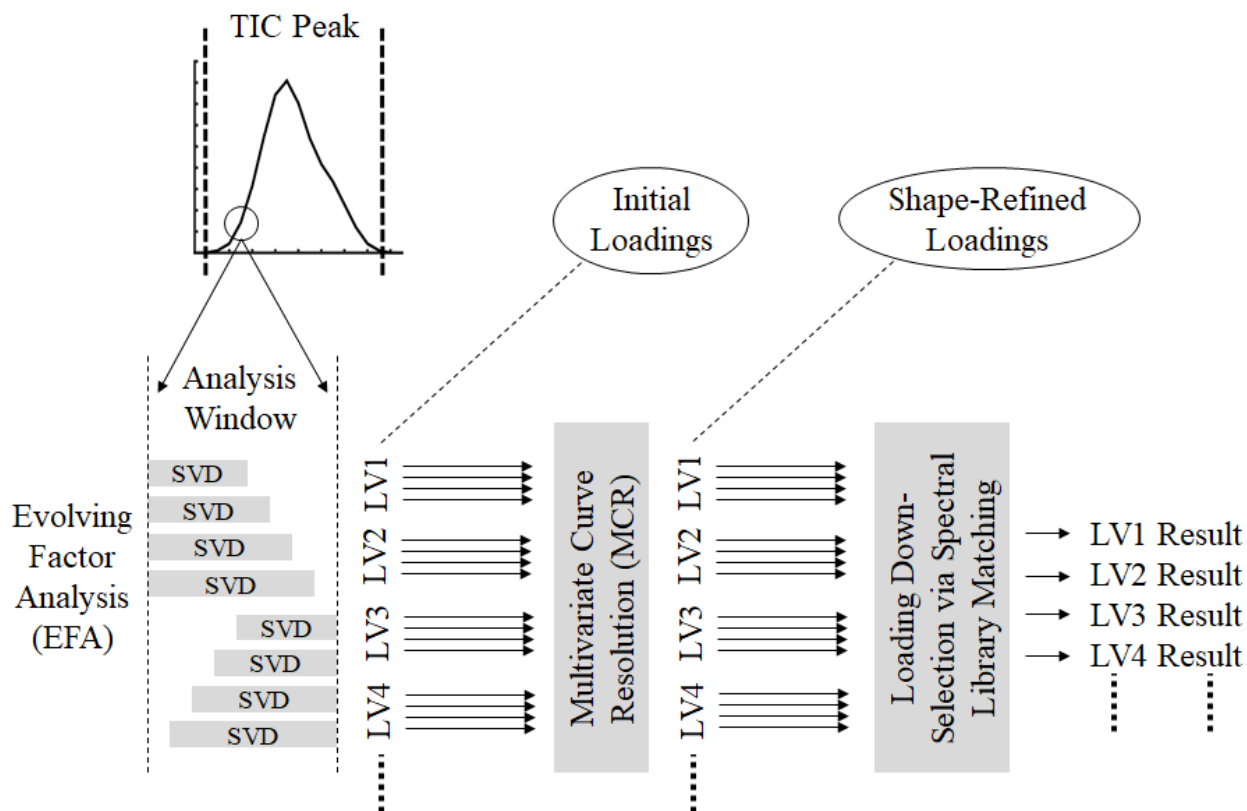 TIC Peak
Initial
Loadings
Shape-Refined
Loadings
Analysis
Window
Evolving
Factor
Analysis
(EFA)
SVD
SVD
SVD
SVD
SVD
SVD
SVD
SVD
LV1
LV2
LV3
LV4
Multivariate Curve
Resolution (MCR)
LV1
LV2
LV3
LV4
Loading Down-
Selection via Spectral
Library Matching
LV1 Result
LV2 Result
LV3 Result
LV4 Result